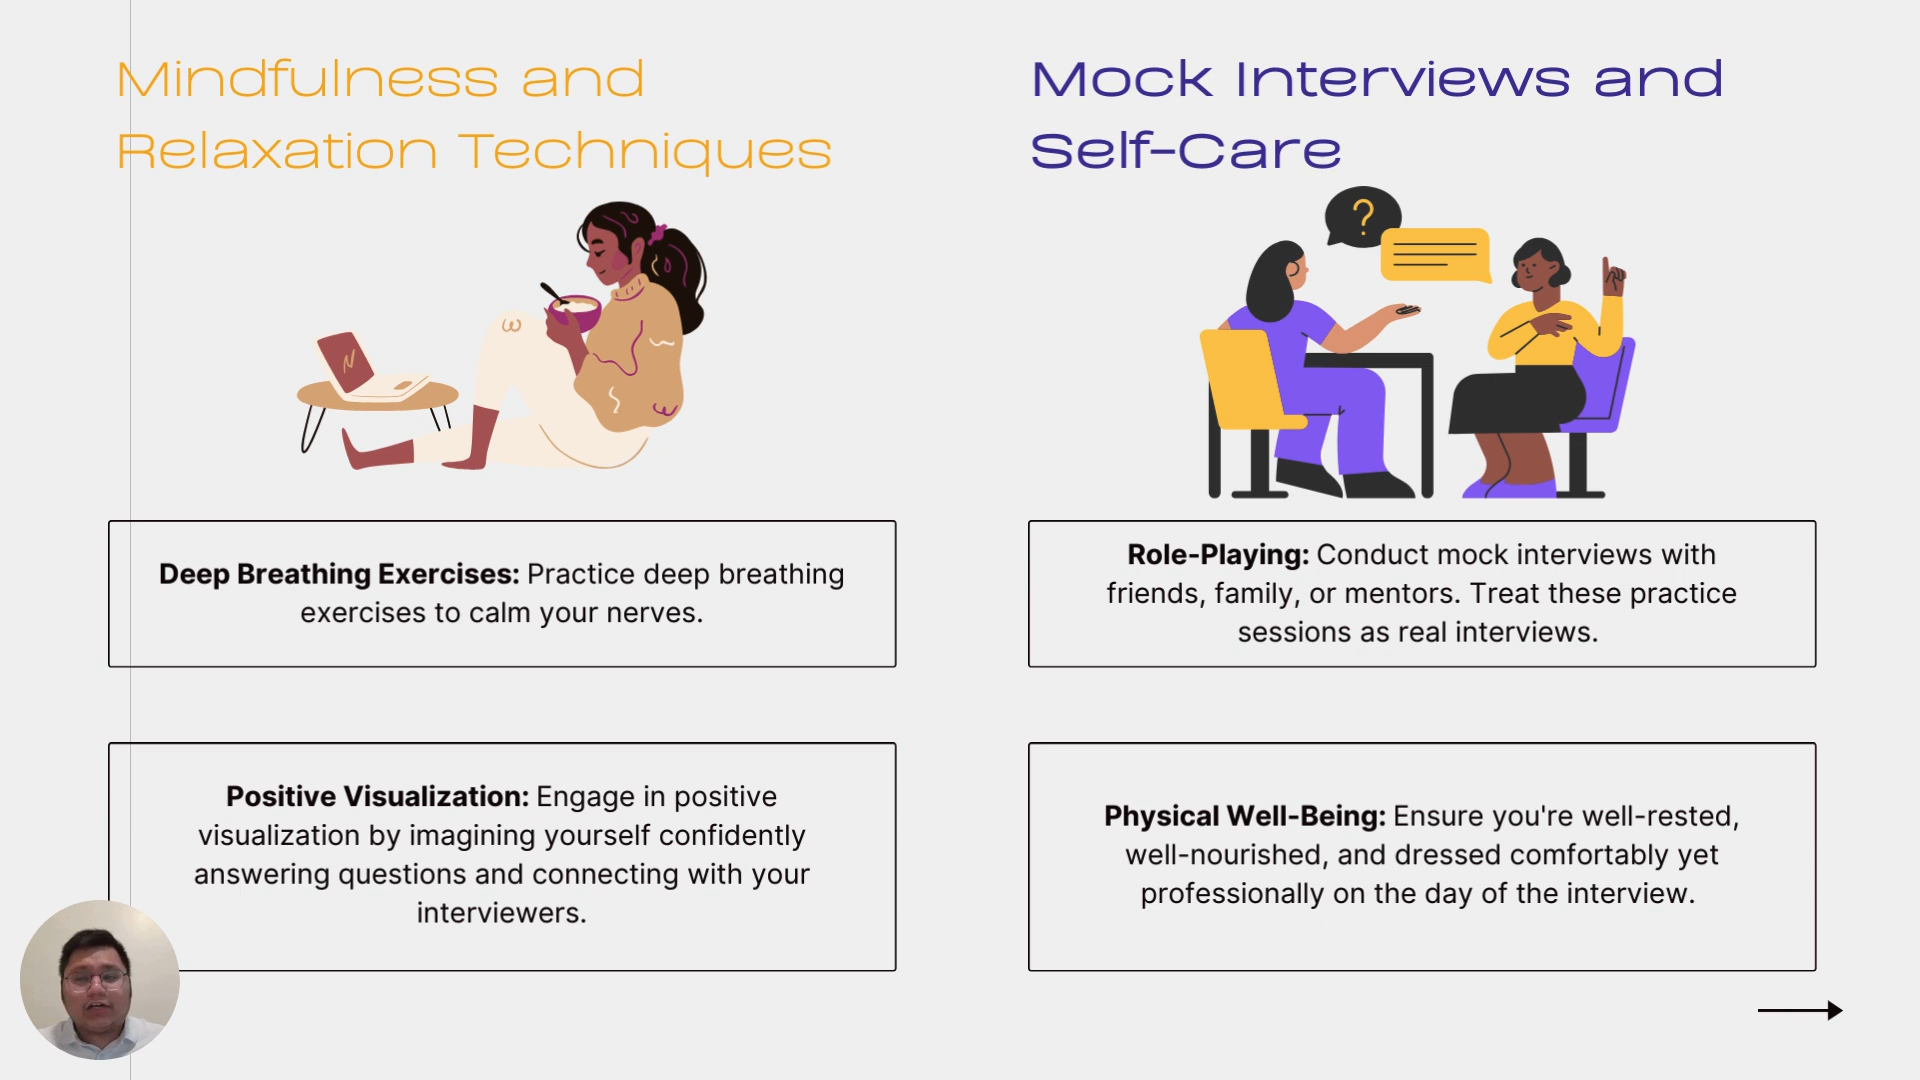 Mindfulness and
Relaxation Techniques
Deep Breathing Exercises: Practice deep breathing
exercises to calm your nerves.
Positive Visualization: Engage in positive
visualization by imagining yourself confidently
answering questions and connecting with your
interviewers.
Mock Interviews and
Self-Care
?
Role-Playing: Conduct mock interviews with
friends, family, or mentors. Treat these practice
sessions as real interviews.
Physical Well-Being: Ensure you're well-rested,
well-nourished, and dressed comfortably yet
professionally on the day of the interview.